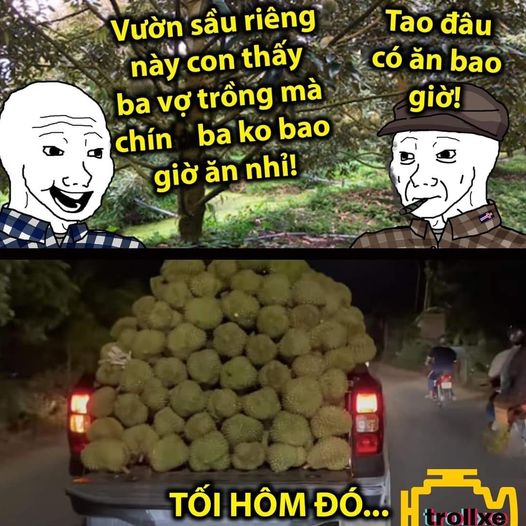 Vườn sầu riêng
này con thấy
ba vợ trồng mà
chín ba ko bao
giờ ăn nhỉ!
Tao đâu
có ăn bao
giờ!
TỐI HÔM ĐÓ...
trollxe